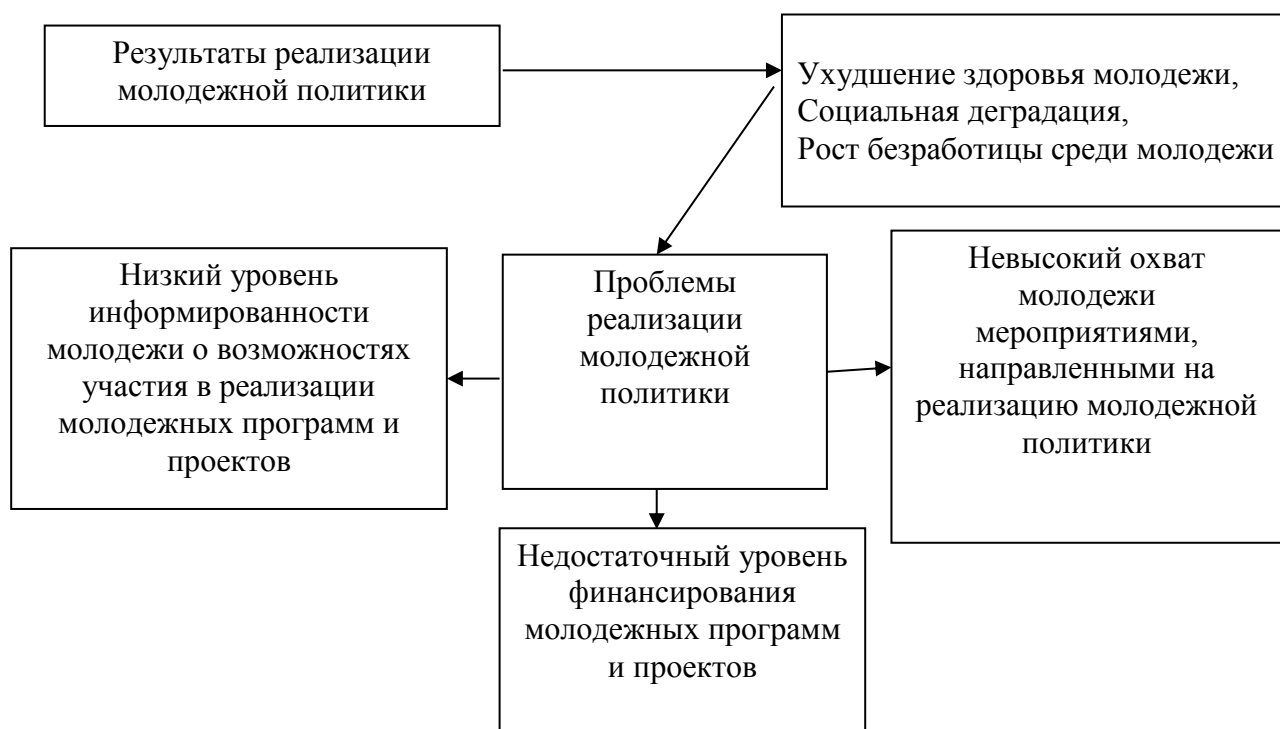 Результаты реализации
молодежной политики
Ухудшение здоровья молодежи,
Социальная деградация,
Рост безработицы среди молодежи
Низкий уровень
информированности
молодежи о возможностях
участия в реализации
молодежных программ и
проектов
Проблемы
реализации
молодежной
политики
Невысокий охват
молодежи
мероприятиями,
направленными на
реализацию молодежной
политики
Недостаточный уровень
финансирования
молодежных программ
и проектов